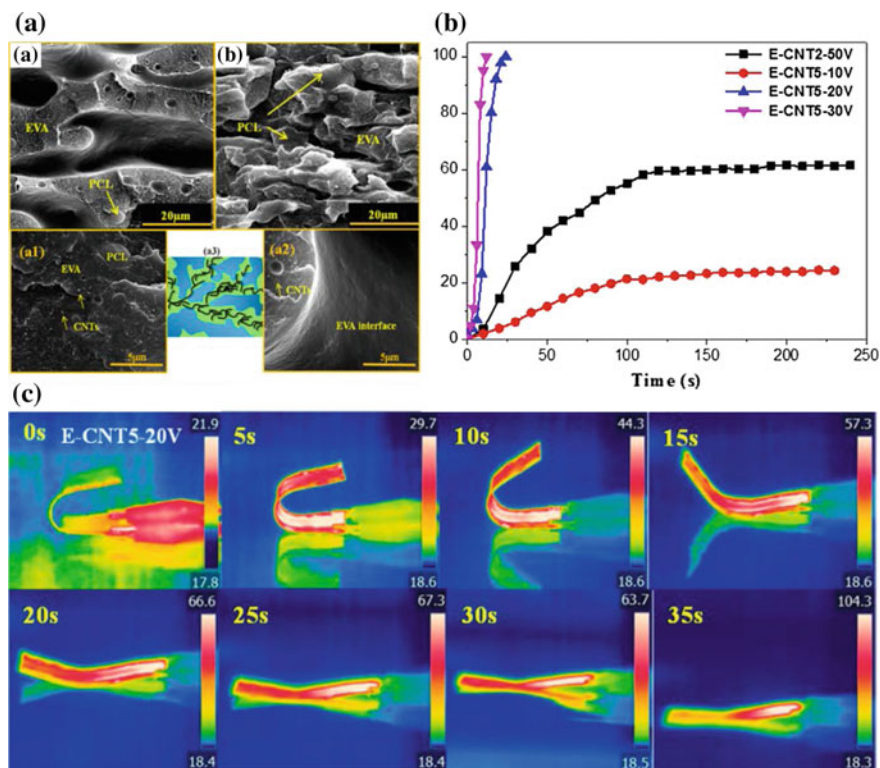 (a)
(a)
(b)
EVA
PCL
20μm
PCL
EVA
20μm
(a1)
EVA
PCL
CNTs
5μm
(a3)
(a2)
CNTs
EVA interface
5μm
(b)
100
80
60
40
20
0
0 50 100 150 200 250
Time (s)
E-CNT2-50V
E-CNT5-10V
E-CNT5-20V
E-CNT5-30V
(c)
0s E-CNT5-20V
21.9
17.8
5s
29.7
18.6
10s
44.3
18.6
15s
57.3
18.6
20s
66.6
18.4
25s
67.3
18.4
30s
63.7
18.5
35s
104.3
18.3